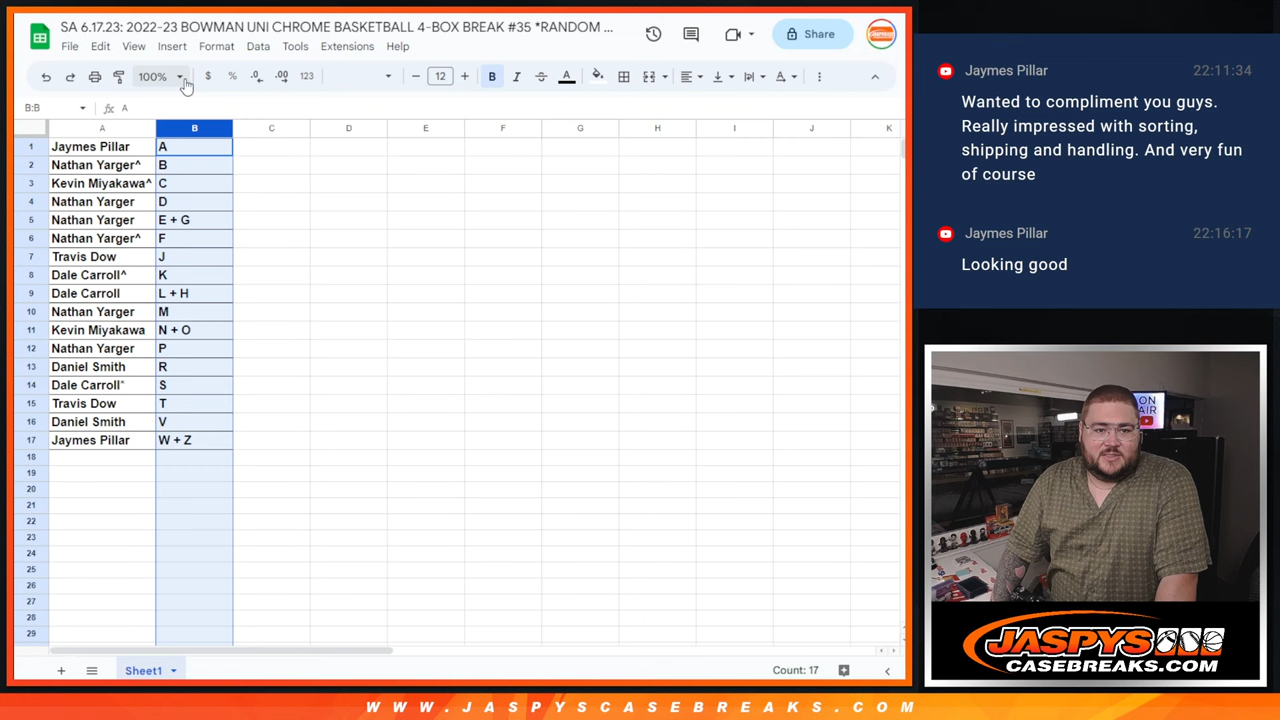 SA 6.17.23: 2022-23 BOWMAN UNI CHROME BASKETBALL 4-BOX BREAK #35 *RANDOM ...
File Edit View Insert Format Data Tools Extensions Help
Share
100% $ % .0 .00 123 − 12 + B I A
B:B fx A
A B C D E F G H I J K
1 Jaymes Pillar A
2 Nathan Yarger^ B
3 Kevin Miyakawa^ C
4 Nathan Yarger D
5 Nathan Yarger E + G
6 Nathan Yarger^ F
7 Travis Dow J
8 Dale Carroll^ K
9 Dale Carroll L + H
10 Nathan Yarger M
11 Kevin Miyakawa N + O
12 Nathan Yarger P
13 Daniel Smith R
14 Dale Carroll^ S
15 Travis Dow T
16 Daniel Smith V
17 Jaymes Pillar W + Z
18
19
20
21
22
23
24
25
26
27
28
29
Sheet1
Count: 17
Jaymes Pillar 22:11:34
Wanted to compliment you guys.
Really impressed with sorting,
shipping and handling. And very fun
of course
Jaymes Pillar 22:16:17
Looking good
ON
AIR
JASPYS
CASEBREAKS.COM
WWW.JASPYSCASEBREAKS.COM